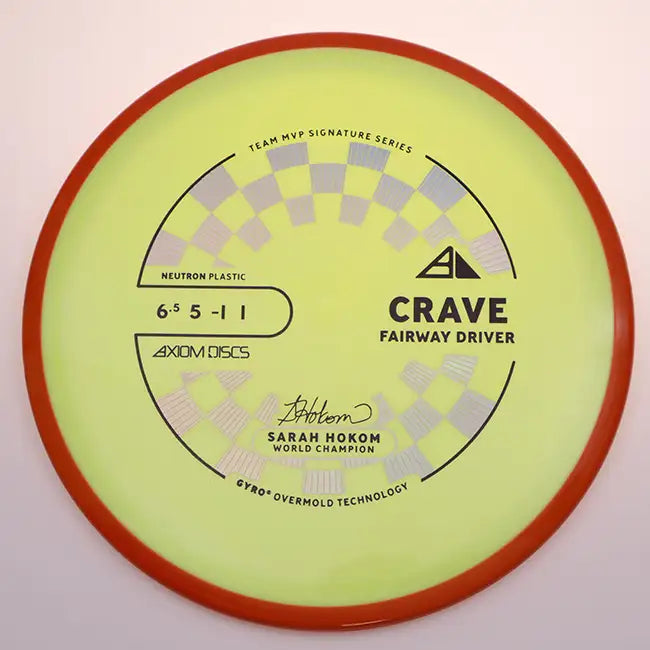 TEAM MVP SIGNATURE SERIES
NEUTRON PLASTIC
6.5 5 -1 1
AXIOM DISCS
CRAVE
FAIRWAY DRIVER
SHokom
SARAH HOKOM
WORLD CHAMPION
GYRO® OVERMOLD TECHNOLOGY